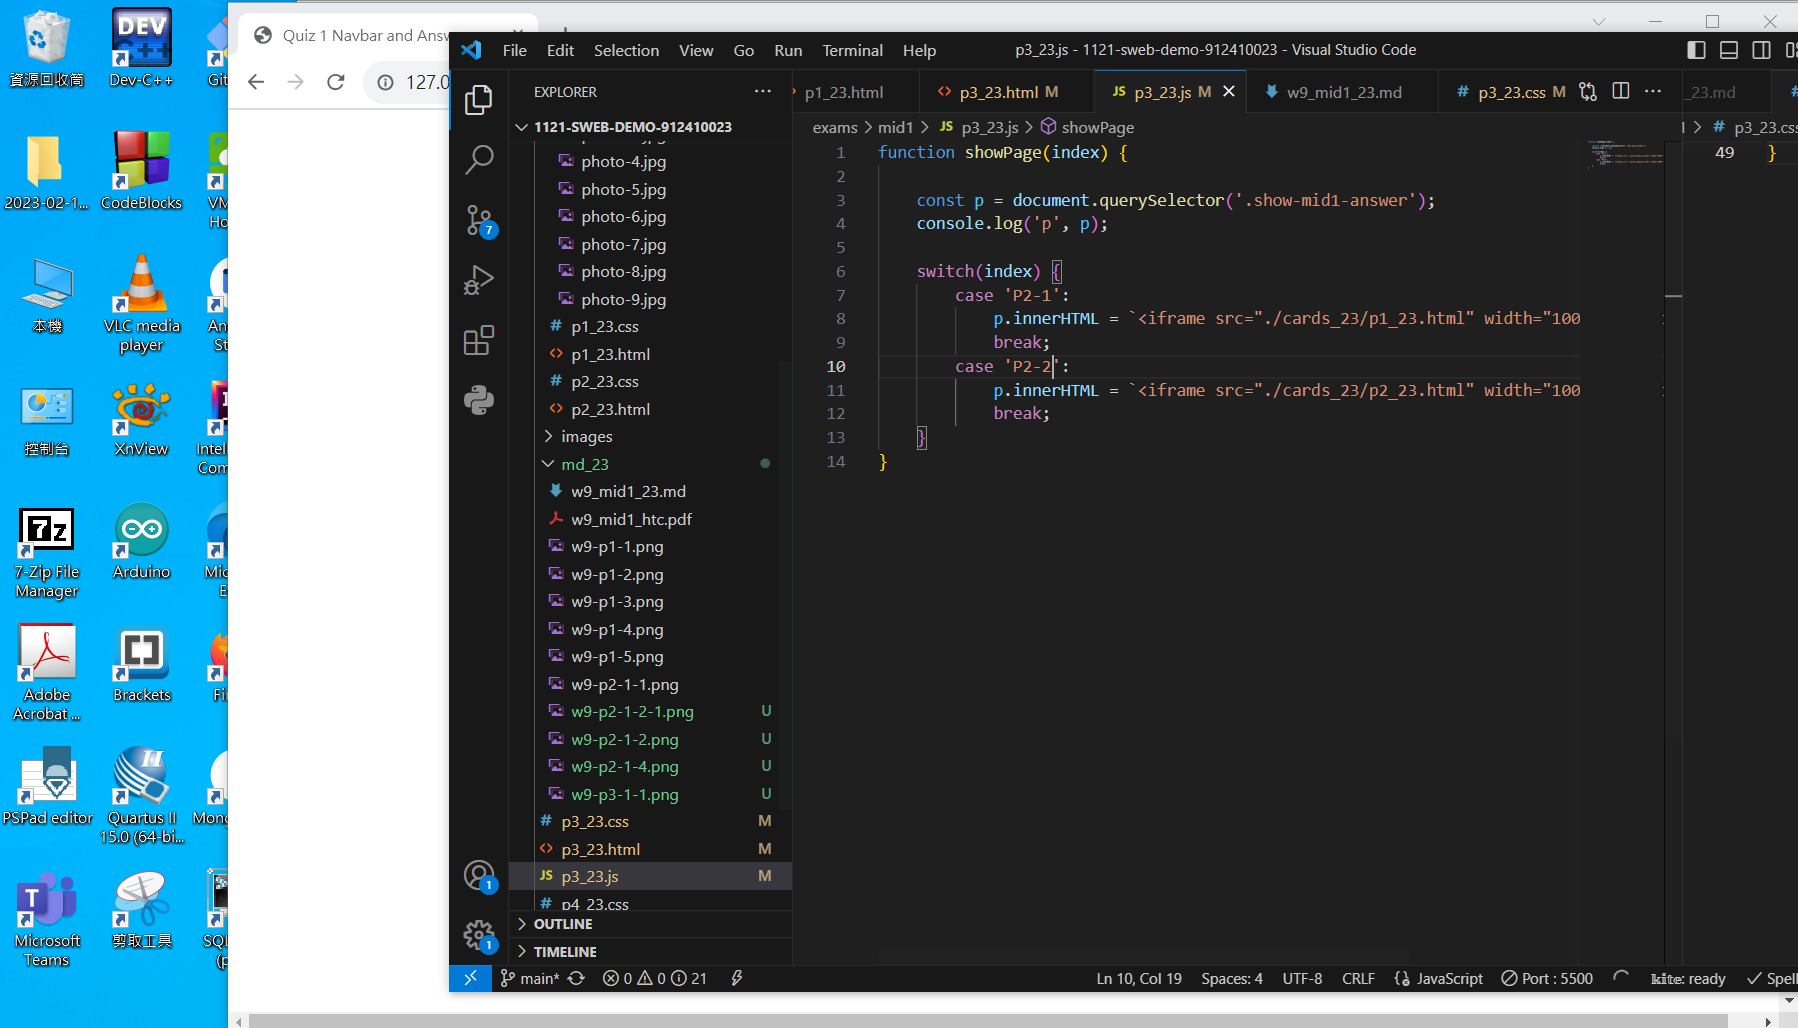 資源回收筒
Dev-C++
Git
2023-02-1...
CodeBlocks
VM
Ho
本機
VLC media
player
An
St
控制台
XnView
Intel
Com
7-Zip File
Manager
Arduino
Mic
E
Adobe
Acrobat ...
Brackets
Fi
PSPad editor
Quartus II
15.0 (64-bi...
Mong
Microsoft
Teams
剪取工具
SQL
(p
Quiz 1 Navbar and Answ
127.0
File Edit Selection View Go Run Terminal Help
p3_23.js - 1121-sweb-demo-912410023 - Visual Studio Code
EXPLORER
1121-SWEB-DEMO-912410023
photo-4.jpg
photo-5.jpg
photo-6.jpg
photo-7.jpg
photo-8.jpg
photo-9.jpg
p1_23.css
p1_23.html
p2_23.css
p2_23.html
images
md_23
w9_mid1_23.md
w9_mid1_htc.pdf
w9-p1-1.png
w9-p1-2.png
w9-p1-3.png
w9-p1-4.png
w9-p1-5.png
w9-p2-1-1.png
w9-p2-1-2-1.png U
w9-p2-1-2.png U
w9-p2-1-4.png U
w9-p3-1-1.png U
p3_23.css M
p3_23.html M
p3_23.js M
p4_23.css
OUTLINE
TIMELINE
7
1
1
p1_23.html p3_23.html M p3_23.js M w9_mid1_23.md p3_23.css M _23.md
exams > mid1 > p3_23.js > showPage
p3_23.css
1 function showPage(index) {
2
3 const p = document.querySelector('.show-mid1-answer');
4 console.log('p', p);
5
6 switch(index) {
7 case 'P2-1':
8 p.innerHTML = `<iframe src="./cards_23/p1_23.html" width="100
9 break;
10 case 'P2-2':
11 p.innerHTML = `<iframe src="./cards_23/p2_23.html" width="100
12 break;
13 }
14 }
49 }
main* 0 0 21
Ln 10, Col 19 Spaces: 4 UTF-8 CRLF JavaScript Port : 5500 kite: ready Spell